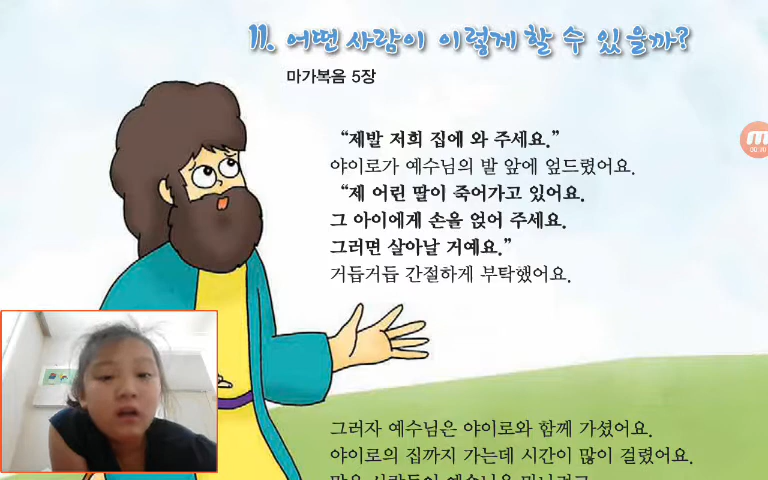 11. 어떤 사람이 이렇게 할 수 있을까?
마가복음 5장
“제발 저희 집에 와 주세요.”
야이로가 예수님의 발 앞에 엎드렸어요.
“제 어린 딸이 죽어가고 있어요.
그 아이에게 손을 얹어 주세요.
그러면 살아날 거예요.”
거듭거듭 간절하게 부탁했어요.
그러자 예수님은 야이로와 함께 가셨어요.
야이로의 집까지 가는데 시간이 많이 걸렸어요.